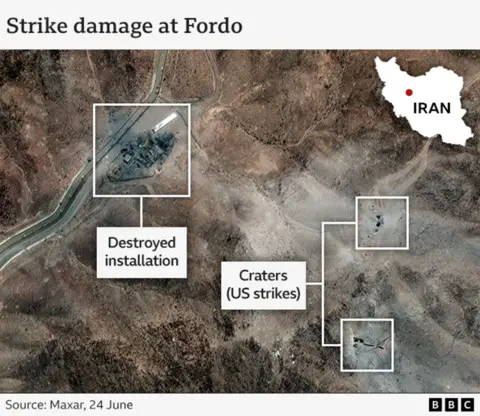 Strike damage at Fordo
IRAN
Destroyed
installation
Craters
(US strikes)
Source: Maxar, 24 June
BBC